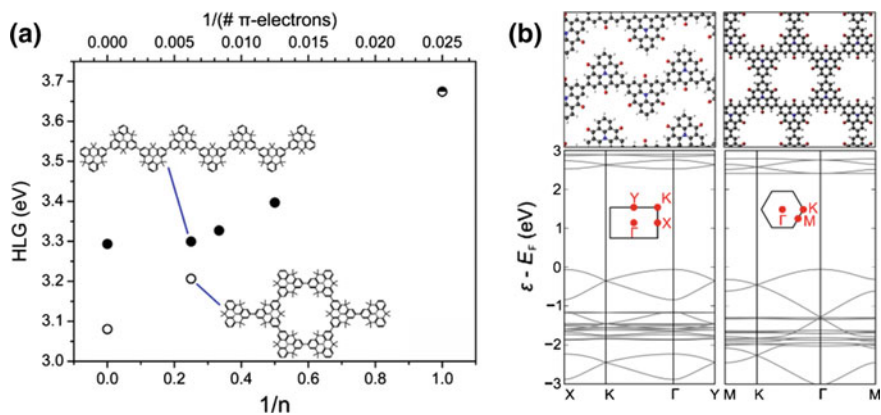 (a)
1/(# π-electrons)
0.000 0.005 0.010 0.015 0.020 0.025
3.7
3.6
3.5
3.4
3.3
3.2
3.1
3.0
HLG (eV)
0.0 0.2 0.4 0.6 0.8 1.0
1/n
(b)
3
2
1
0
−1
−2
−3
ε - E_F (eV)
Y K
Γ X
K
Γ M
X K Γ Y M K Γ M